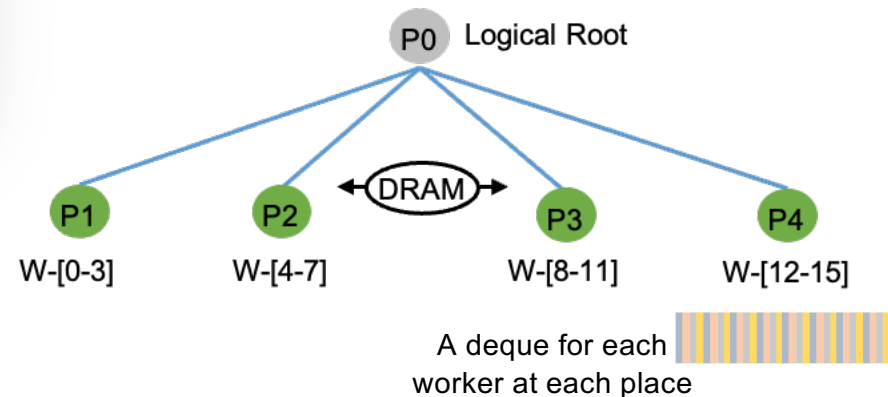 P0 Logical Root
DRAM
P1 P2 P3 P4
W-[0-3] W-[4-7] W-[8-11] W-[12-15]
A deque for each
worker at each place